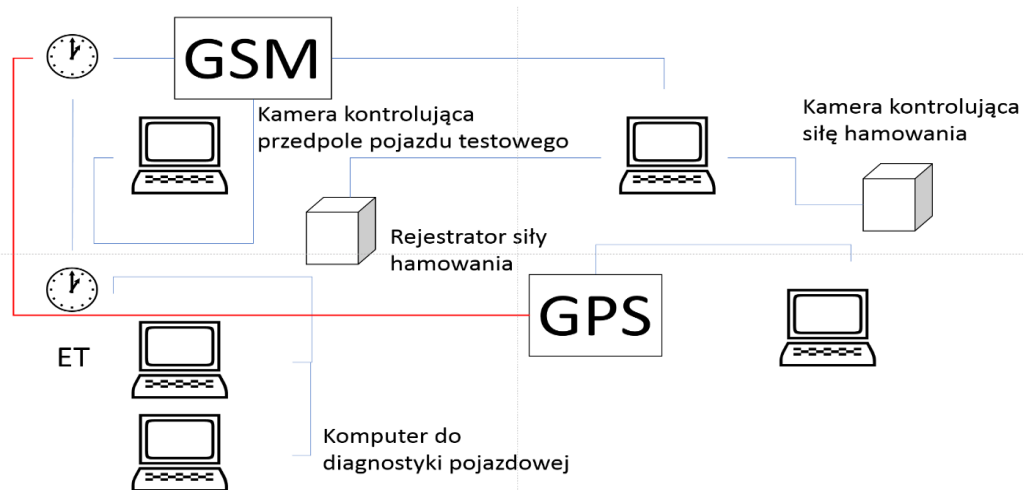 GSM
Kamera kontrolująca
przedpole pojazdu testowego
Kamera kontrolująca
siłę hamowania
Rejestrator siły
hamowania
GPS
ET
Komputer do
diagnostyki pojazdowej